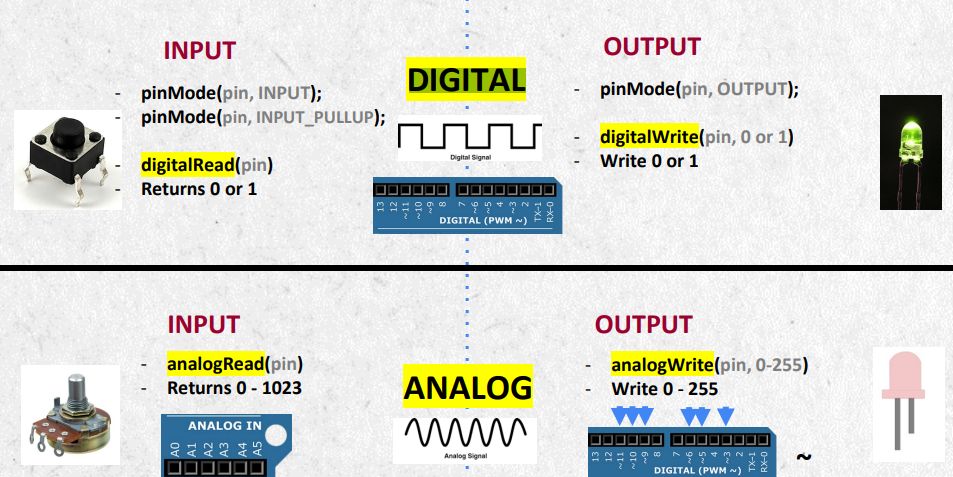 INPUT
- pinMode(pin, INPUT);
- pinMode(pin, INPUT_PULLUP);
- digitalRead(pin)
- Returns 0 or 1
DIGITAL
Digital Signal
13 12 ~11 ~10 ~9 8 7 ~6 ~5 4 ~3 2 TX-1 RX-0
DIGITAL (PWM ~)
OUTPUT
- pinMode(pin, OUTPUT);
- digitalWrite(pin, 0 or 1)
- Write 0 or 1
INPUT
- analogRead(pin)
- Returns 0 - 1023
ANALOG IN
A0 A1 A2 A3 A4 A5
ANALOG
Analog Signal
OUTPUT
- analogWrite(pin, 0-255)
- Write 0 - 255
13 12 ~11 ~10 ~9 8 7 ~6 ~5 4 ~3 2 TX-1 RX-0
DIGITAL (PWM ~)
~